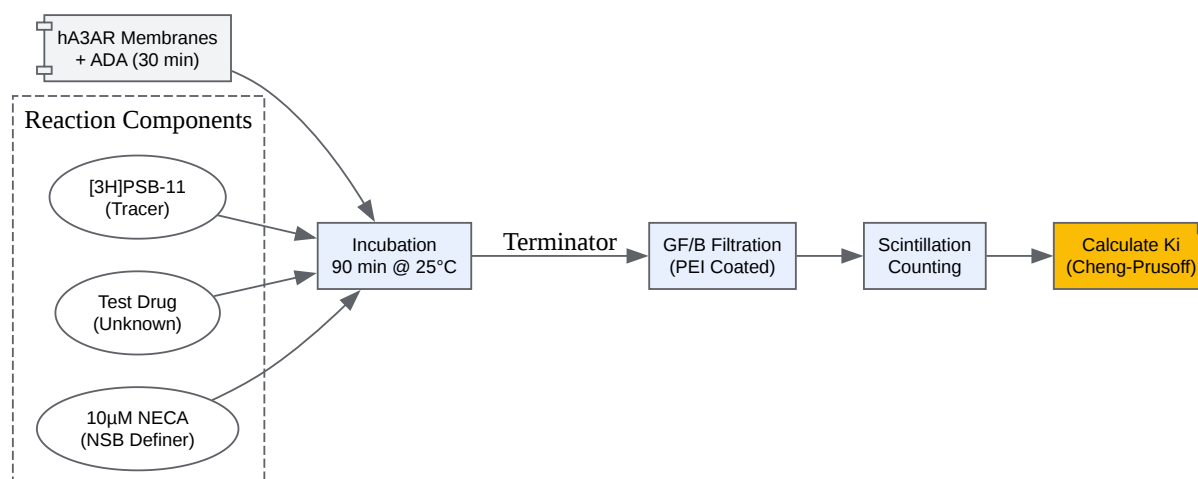 hA3AR Membranes
+ ADA (30 min)
Reaction Components
[3H]PSB-11
(Tracer)
Test Drug
(Unknown)
10µM NECA
(NSB Definer)
Incubation
90 min @ 25°C
Terminator
GF/B Filtration
(PEI Coated)
Scintillation
Counting
Calculate Ki
(Cheng-Prusoff)